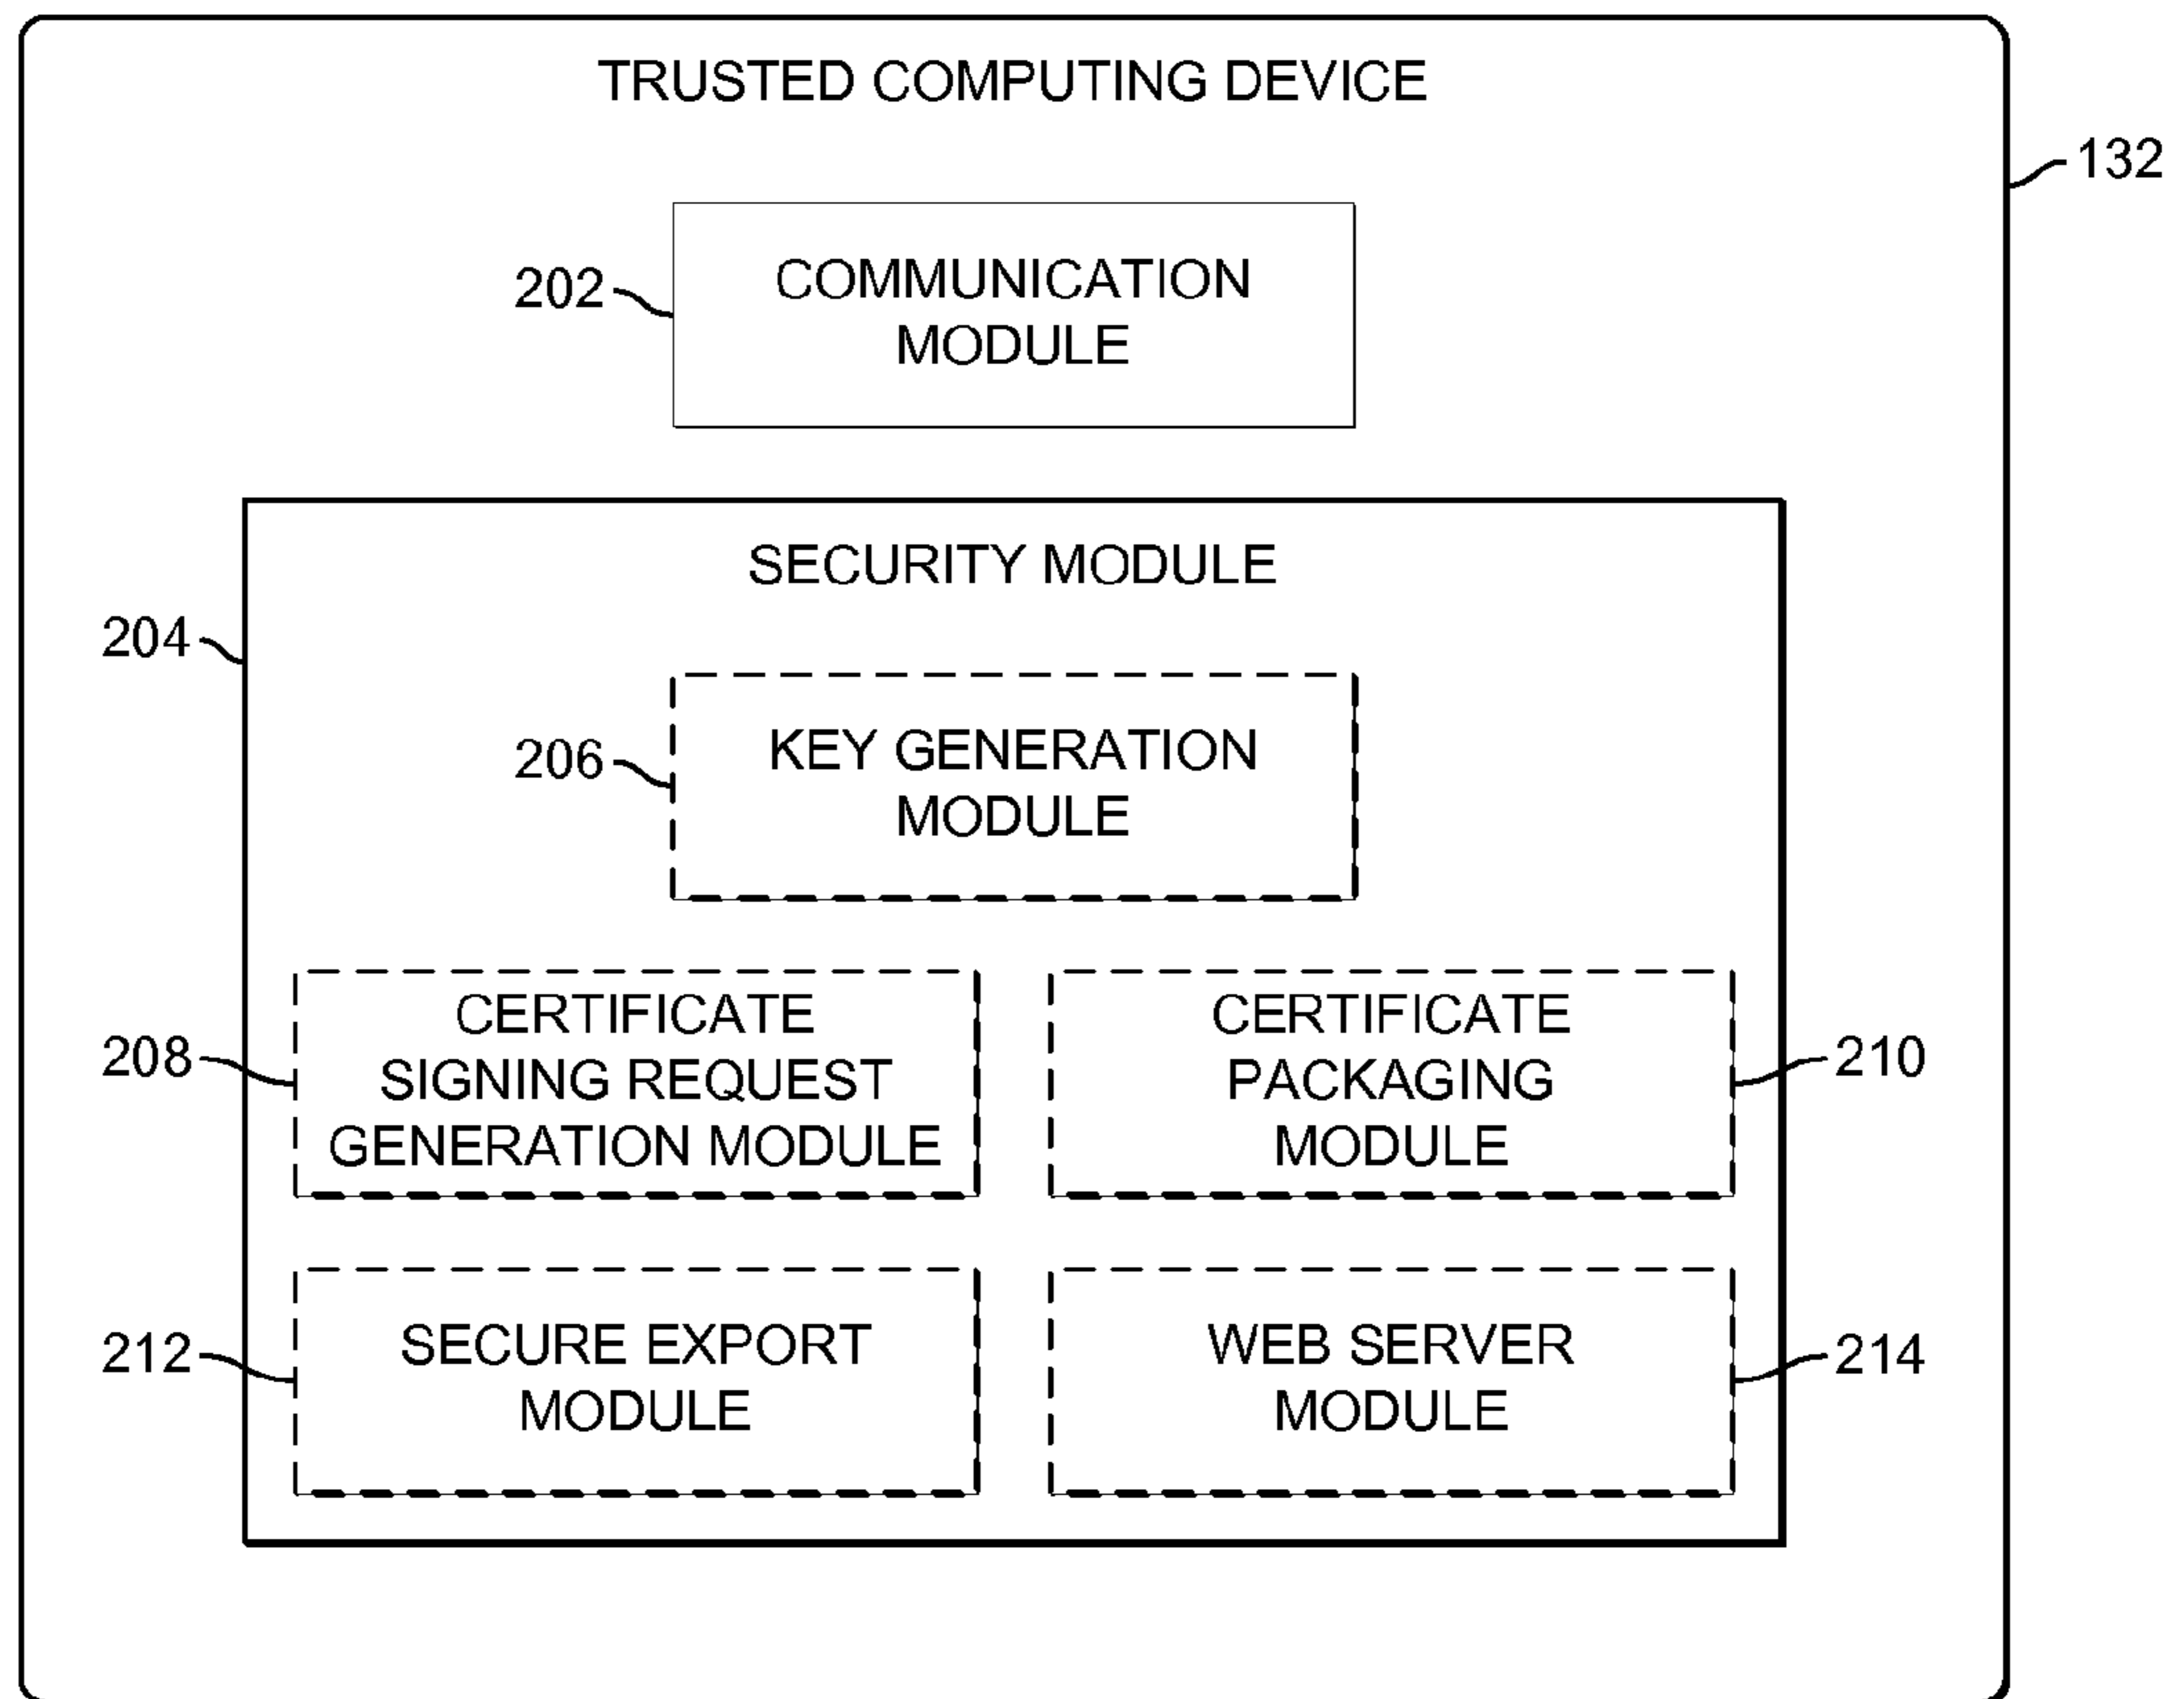 TRUSTED COMPUTING DEVICE
132
202
COMMUNICATION
MODULE
SECURITY MODULE
204
206
KEY GENERATION
MODULE
208
CERTIFICATE
SIGNING REQUEST
GENERATION MODULE
CERTIFICATE
PACKAGING
MODULE
210
212
SECURE EXPORT
MODULE
WEB SERVER
MODULE
214